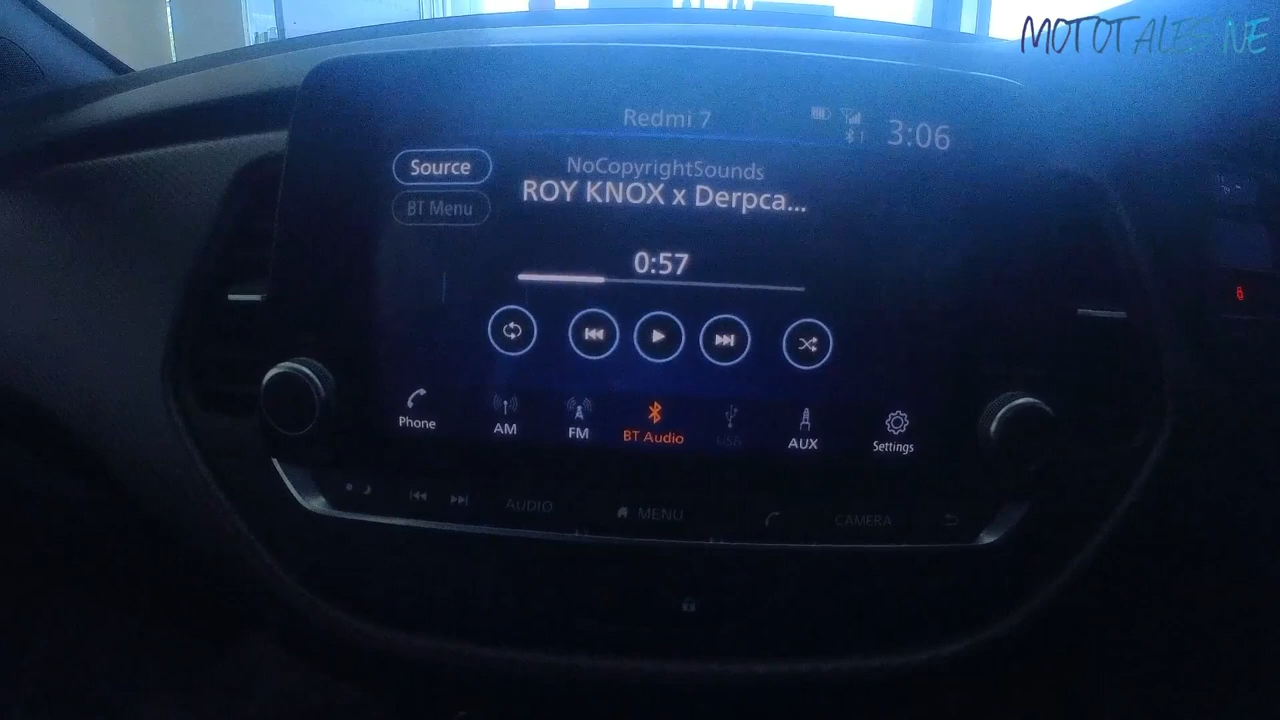 MOTOTALES NE
Redmi 7
3:06
Source
NoCopyrightSounds
ROY KNOX x Derpca...
BT Menu
0:57
Phone
AM
FM
BT Audio
USB
AUX
Settings
AUDIO
MENU
CAMERA